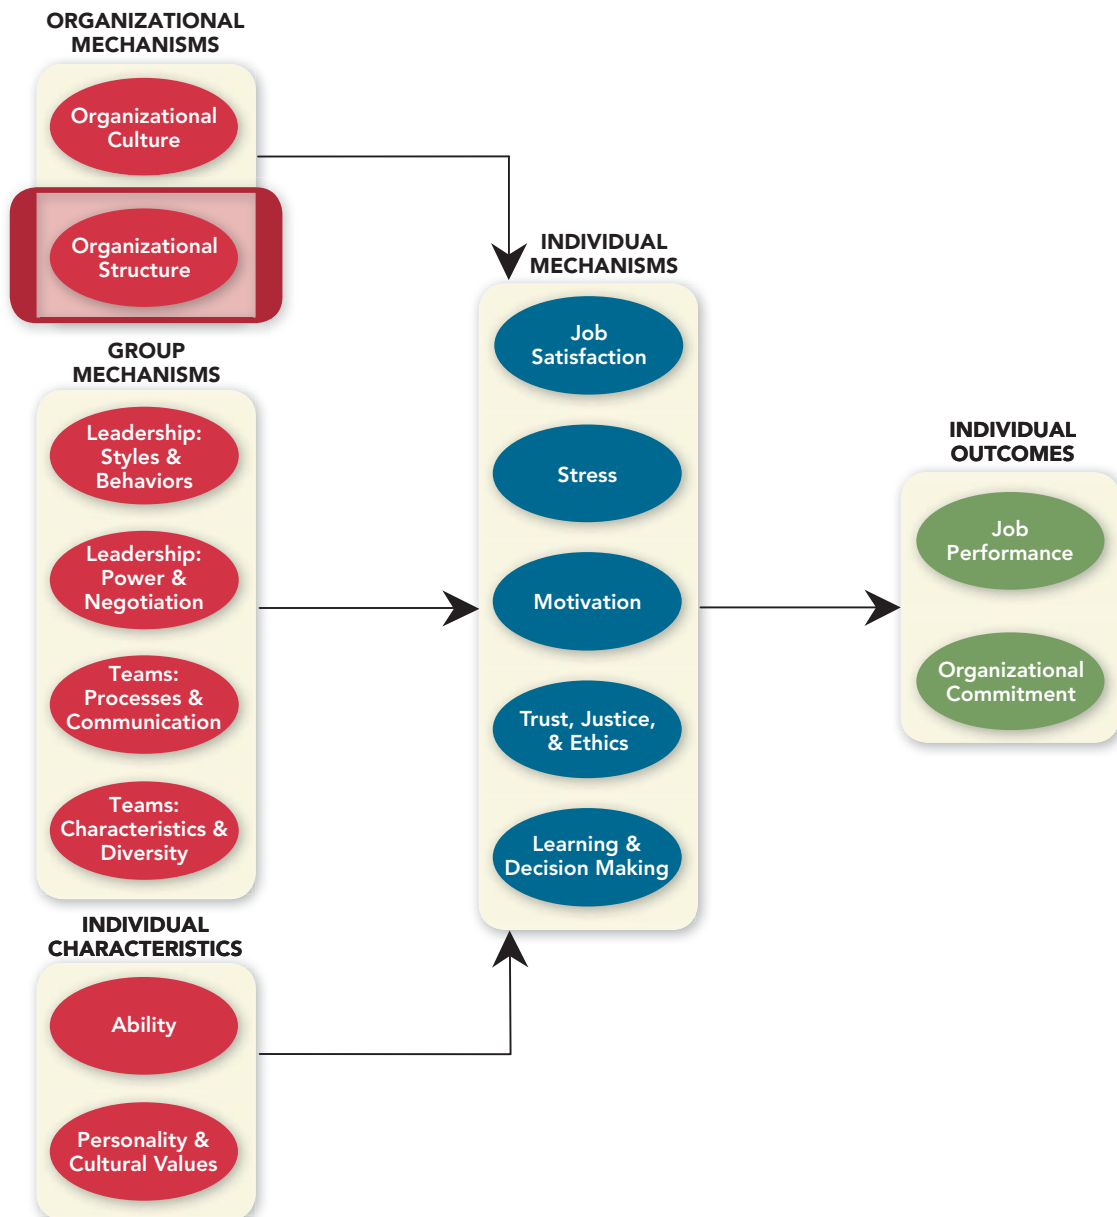 ORGANIZATIONAL
MECHANISMS
Organizational
Culture
Organizational
Structure
GROUP
MECHANISMS
Leadership:
Styles &
Behaviors
Leadership:
Power &
Negotiation
Teams:
Processes &
Communication
Teams:
Characteristics &
Diversity
INDIVIDUAL
CHARACTERISTICS
Ability
Personality &
Cultural Values
INDIVIDUAL
MECHANISMS
Job
Satisfaction
Stress
Motivation
Trust, Justice,
& Ethics
Learning &
Decision Making
INDIVIDUAL
OUTCOMES
Job
Performance
Organizational
Commitment